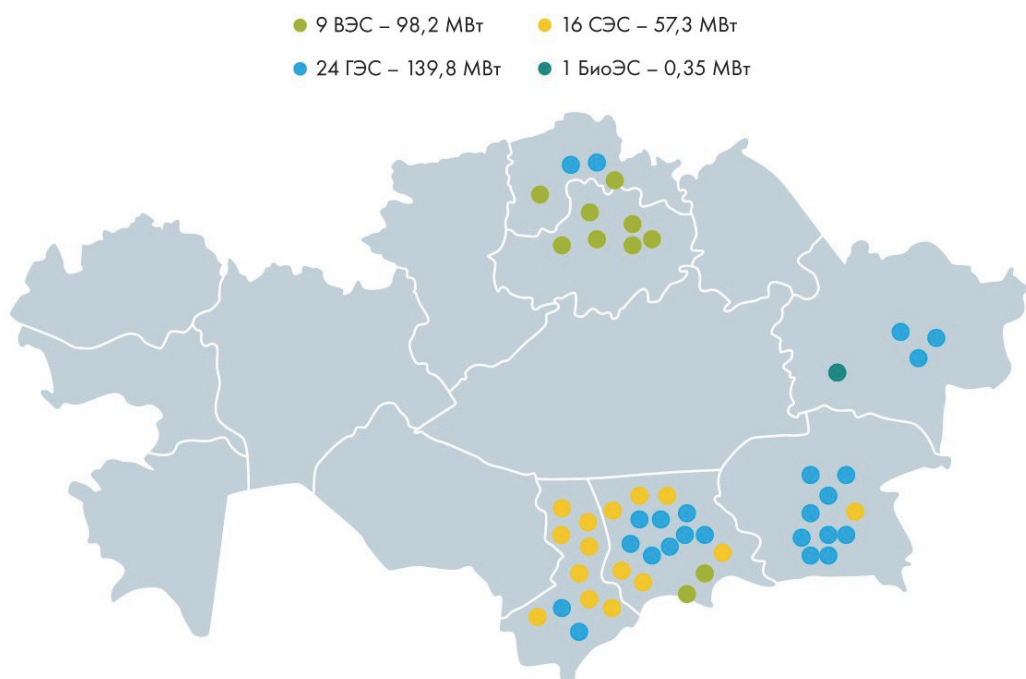 9 ВЭС – 98,2 МВт
16 СЭС – 57,3 МВт
24 ГЭС – 139,8 МВт
1 БиоЭС – 0,35 МВт